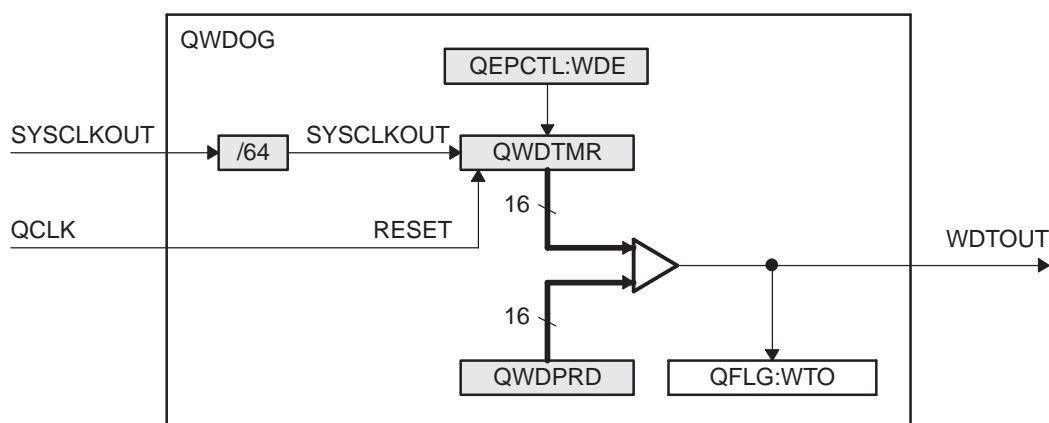 QWDOG
QEPCTL:WDE
SYSCLKOUT
/64
SYSCLKOUT
QWDTMR
16
QCLK
RESET
WDTOUT
16
QWDPRD
QFLG:WTO